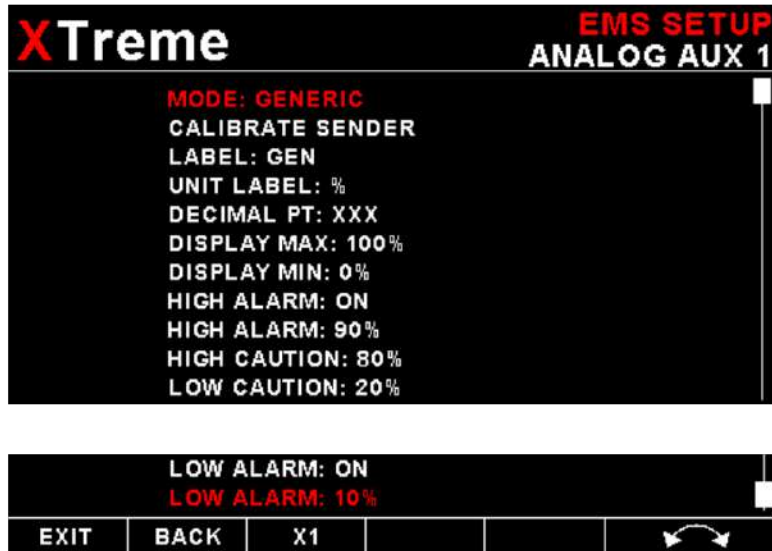 XTreme
EMS SETUP
ANALOG AUX 1
MODE: GENERIC
CALIBRATE SENDER
LABEL: GEN
UNIT LABEL: %
DECIMAL PT: XXX
DISPLAY MAX: 100%
DISPLAY MIN: 0%
HIGH ALARM: ON
HIGH ALARM: 90%
HIGH CAUTION: 80%
LOW CAUTION: 20%
LOW ALARM: ON
LOW ALARM: 10%
EXIT BACK X1